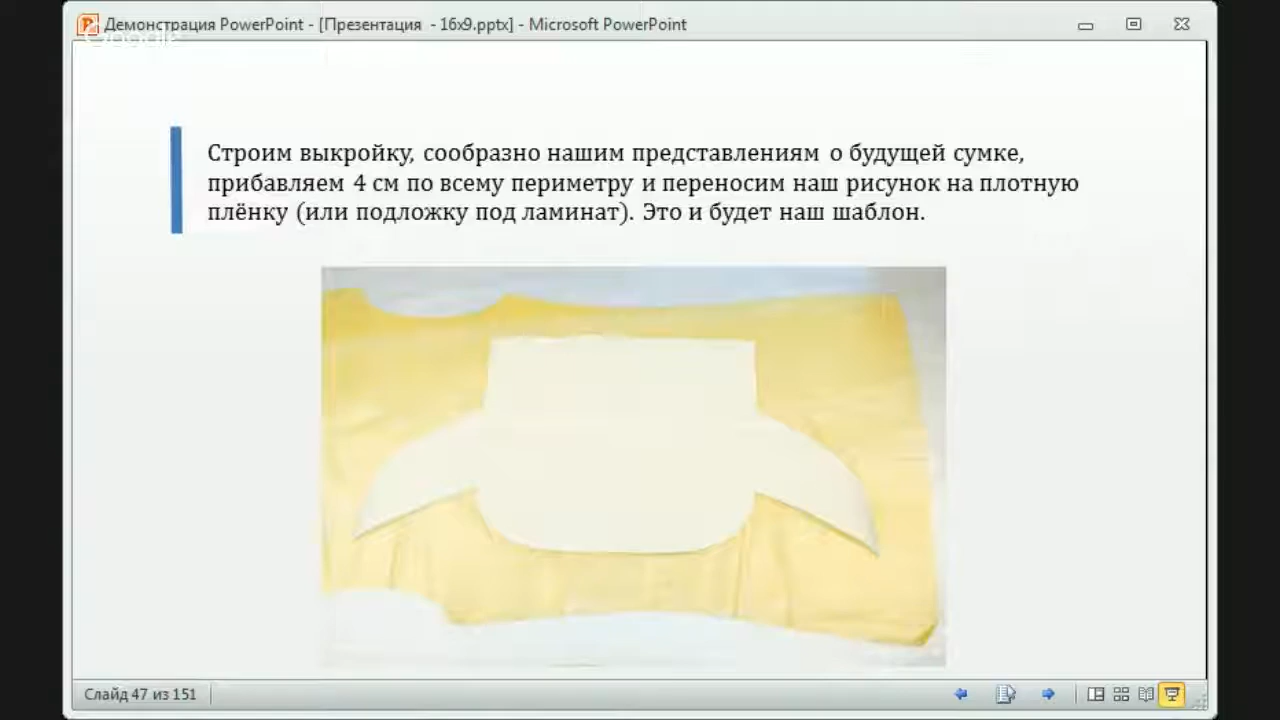 Демонстрация PowerPoint - [Презентация - 16x9.pptx] - Microsoft PowerPoint
Google
Строим выкройку, сообразно нашим представлениям о будущей сумке,
прибавляем 4 см по всему периметру и переносим наш рисунок на плотную
плёнку (или подложку под ламинат). Это и будет наш шаблон.
Слайд 47 из 151